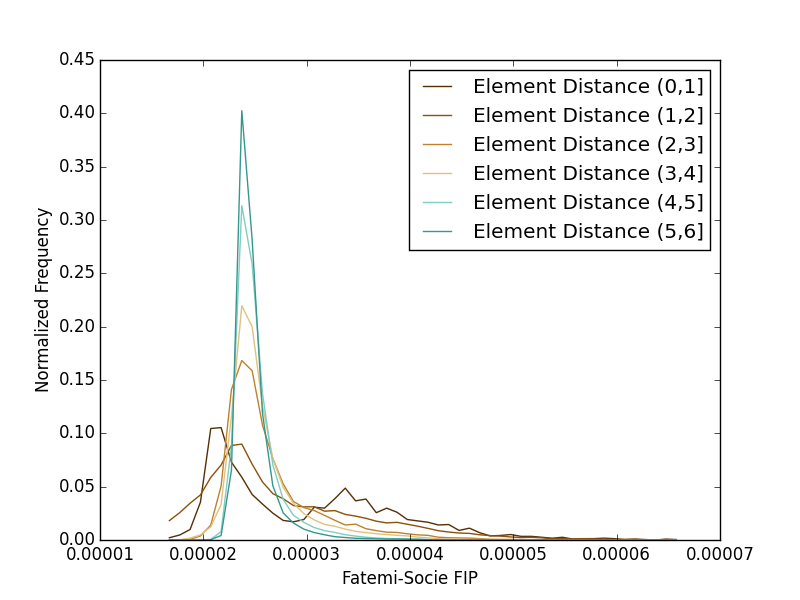 0.45
0.40
0.35
0.30
0.25
0.20
0.15
0.10
0.05
0.00
Normalized Frequency
Element Distance (0,1]
Element Distance (1,2]
Element Distance (2,3]
Element Distance (3,4]
Element Distance (4,5]
Element Distance (5,6]
0.00001 0.00002 0.00003 0.00004 0.00005 0.00006 0.00007
Fatemi-Socie FIP